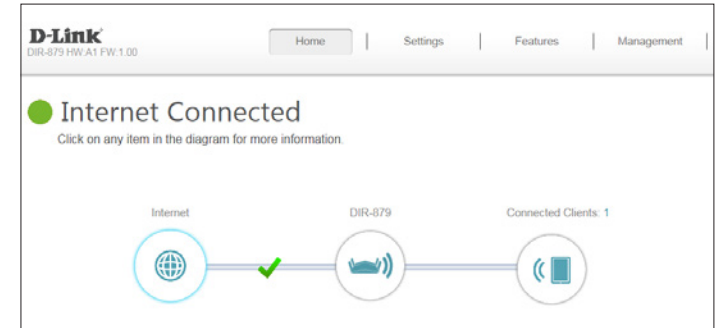 D-Link
DIR-879 HW:A1 FW:1.00
Home | Settings | Features | Management |
Internet Connected
Click on any item in the diagram for more information.
Internet DIR-879 Connected Clients: 1